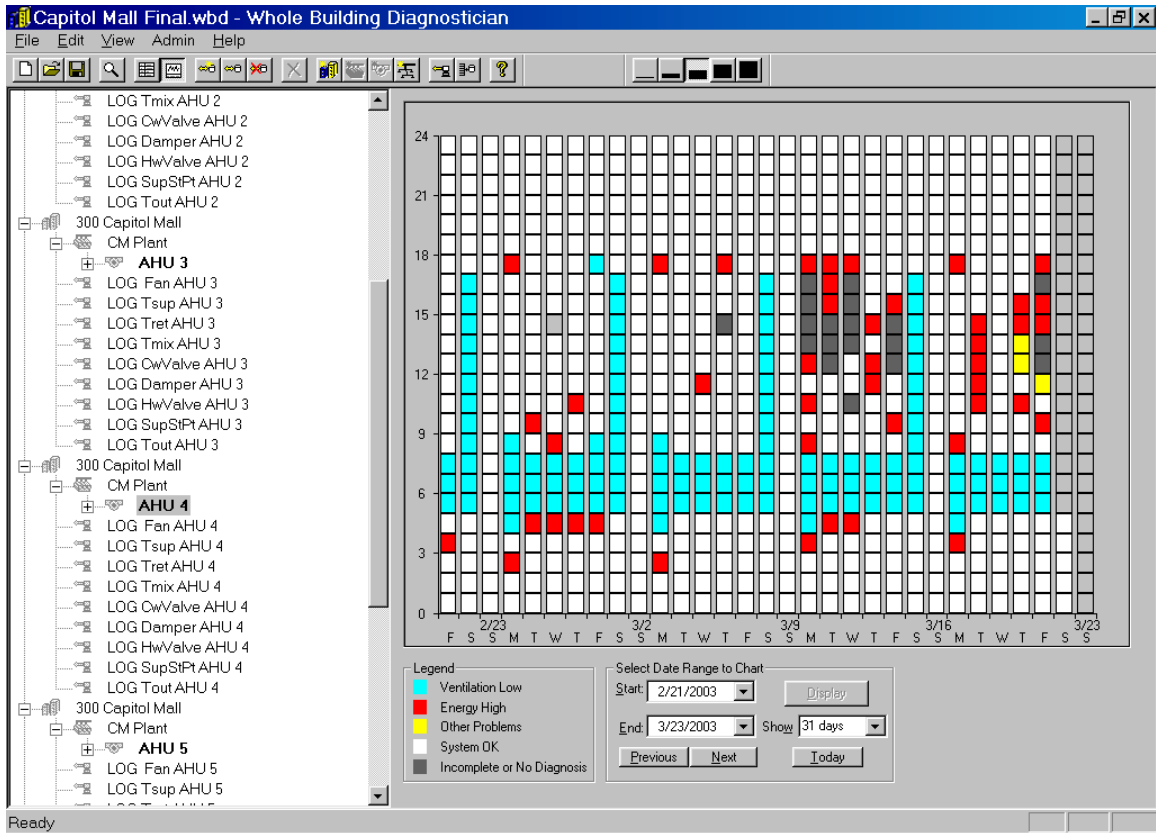 Capitol Mall Final.wbd - Whole Building Diagnostician
File Edit View Admin Help
LOG Tmix AHU 2
LOG CwValve AHU 2
LOG Damper AHU 2
LOG HwValve AHU 2
LOG SupStPt AHU 2
LOG Tout AHU 2
300 Capitol Mall
CM Plant
AHU 3
LOG Fan AHU 3
LOG Tsup AHU 3
LOG Tret AHU 3
LOG Tmix AHU 3
LOG CwValve AHU 3
LOG Damper AHU 3
LOG HwValve AHU 3
LOG SupStPt AHU 3
LOG Tout AHU 3
300 Capitol Mall
CM Plant
AHU 4
LOG Fan AHU 4
LOG Tsup AHU 4
LOG Tret AHU 4
LOG Tmix AHU 4
LOG CwValve AHU 4
LOG Damper AHU 4
LOG HwValve AHU 4
LOG SupStPt AHU 4
LOG Tout AHU 4
300 Capitol Mall
CM Plant
AHU 5
LOG Fan AHU 5
LOG Tsup AHU 5
24
21
18
15
12
9
6
3
0
2/23 3/2 3/9 3/16 3/23
F S S M T W T F S S M T W T F S S M T W T F S S M T W T F S S
Legend
Ventilation Low
Energy High
Other Problems
System OK
Incomplete or No Diagnosis
Select Date Range to Chart
Start: 2/21/2003 Display
End: 3/23/2003 Show 31 days
Previous Next Today
Ready